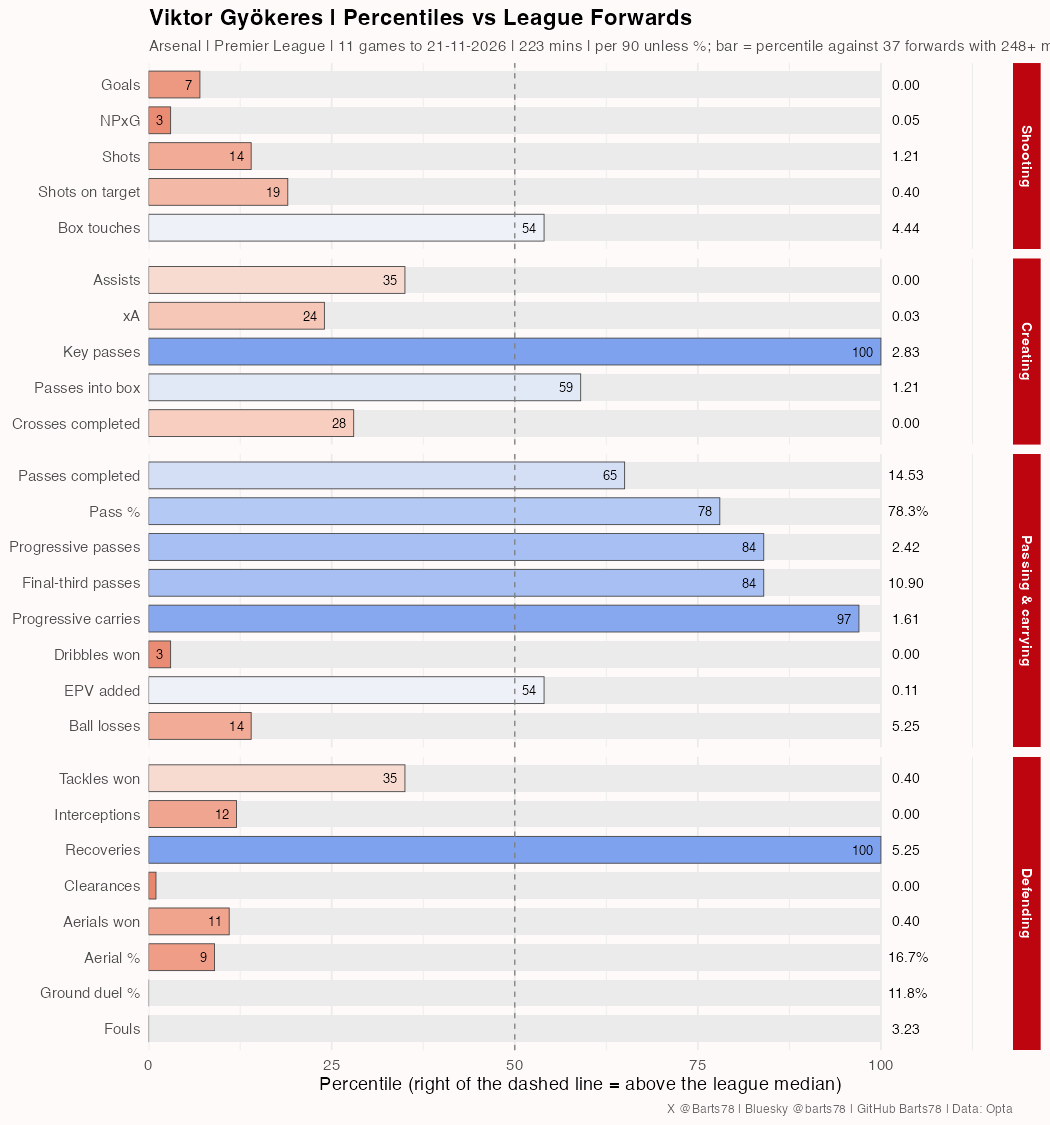 Viktor Gyökeres | Percentiles vs League Forwards
Arsenal | Premier League | 11 games to 21-11-2026 | 223 mins | per 90 unless %; bar = percentile against 37 forwards with 248+ m
Goals 7 0.00
NPxG 3 0.05
Shots 14 1.21
Shots on target 19 0.40
Box touches 54 4.44
Shooting
Assists 35 0.00
xA 24 0.03
Key passes 100 2.83
Passes into box 59 1.21
Crosses completed 28 0.00
Creating
Passes completed 65 14.53
Pass % 78 78.3%
Progressive passes 84 2.42
Final-third passes 84 10.90
Progressive carries 97 1.61
Dribbles won 3 0.00
EPV added 54 0.11
Ball losses 14 5.25
Passing & carrying
Tackles won 35 0.40
Interceptions 12 0.00
Recoveries 100 5.25
Clearances 0.00
Aerials won 11 0.40
Aerial % 9 16.7%
Ground duel % 11.8%
Fouls 3.23
Defending
0 25 50 75 100
Percentile (right of the dashed line = above the league median)
X @Barts78 | Bluesky @barts78 | GitHub Barts78 | Data: Opta